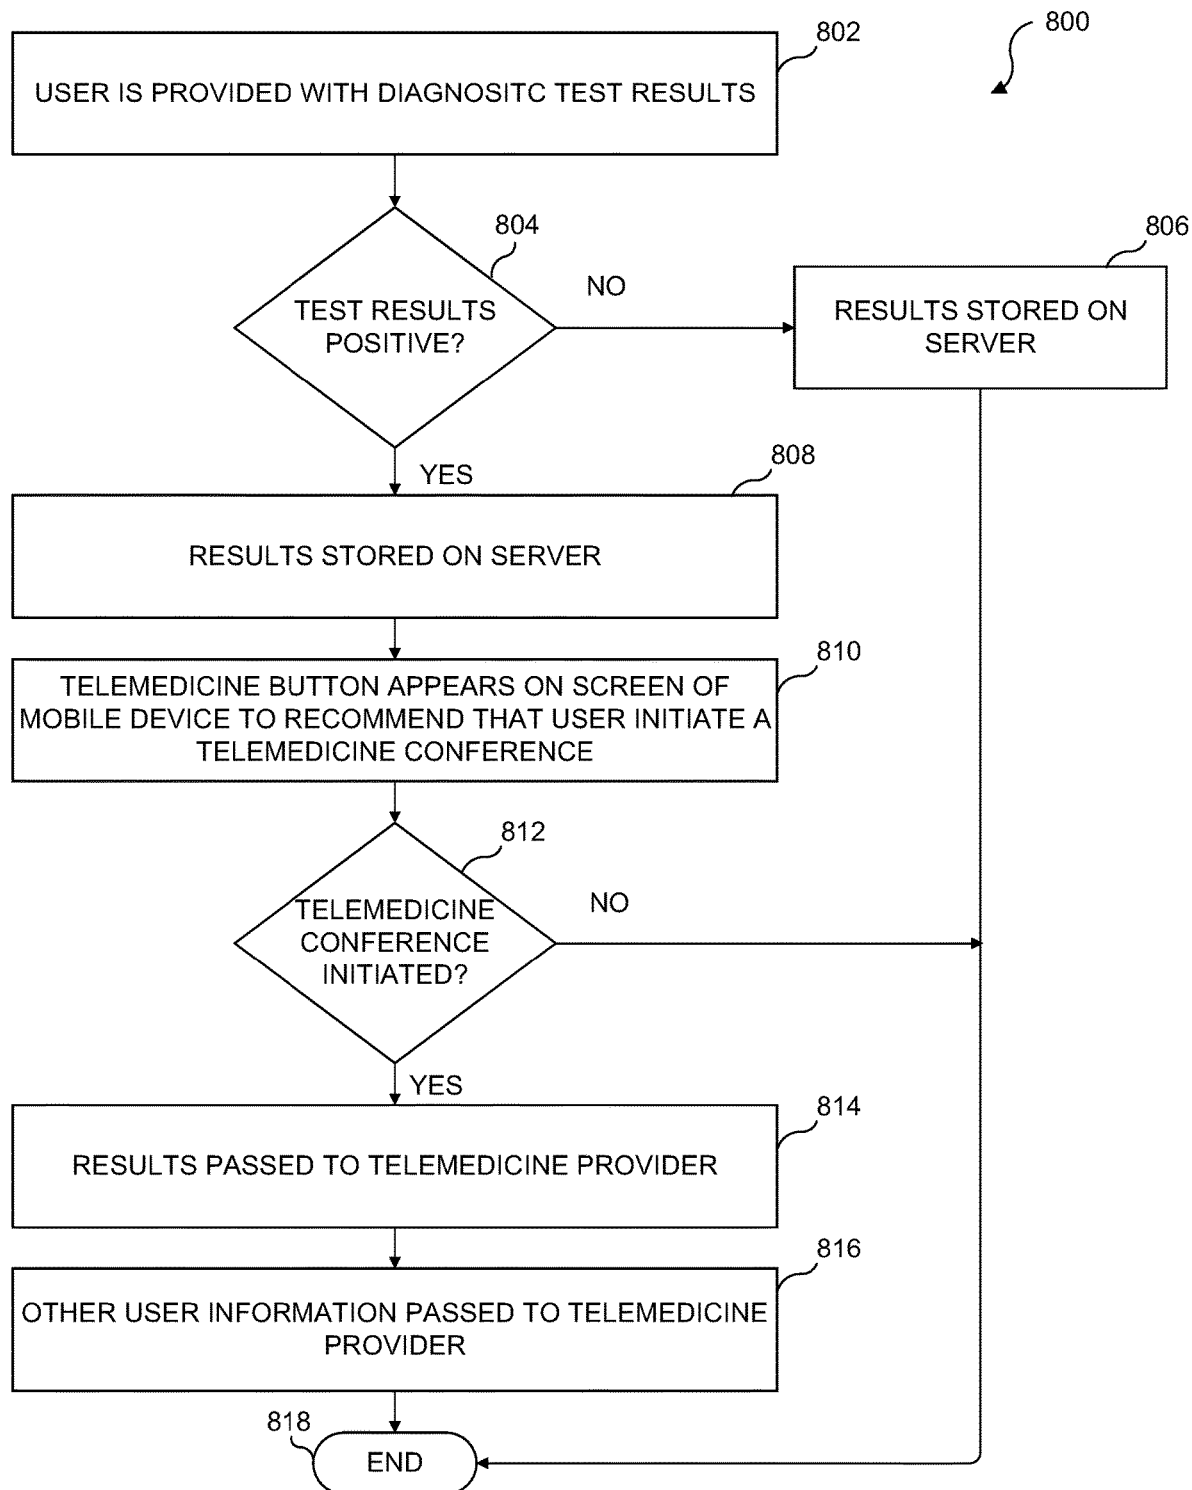 800
802
USER IS PROVIDED WITH DIAGNOSITC TEST RESULTS
804
TEST RESULTS
POSITIVE?
NO
806
RESULTS STORED ON
SERVER
YES
808
RESULTS STORED ON SERVER
810
TELEMEDICINE BUTTON APPEARS ON SCREEN OF
MOBILE DEVICE TO RECOMMEND THAT USER INITIATE A
TELEMEDICINE CONFERENCE
812
TELEMEDICINE
CONFERENCE
INITIATED?
NO
YES
814
RESULTS PASSED TO TELEMEDICINE PROVIDER
816
OTHER USER INFORMATION PASSED TO TELEMEDICINE
PROVIDER
818
END